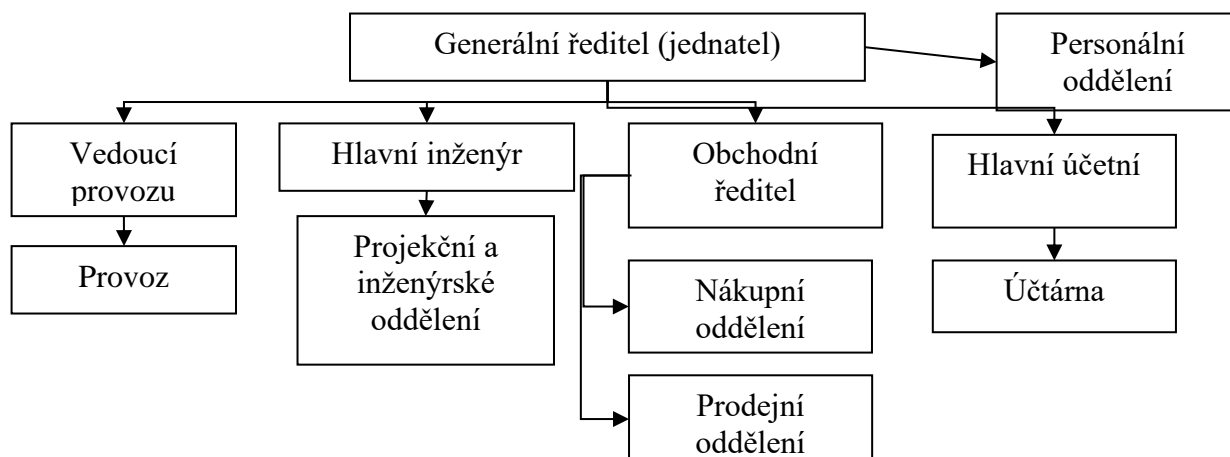 Generální ředitel (jednatel)
Personální
oddělení
Vedoucí
provozu
Hlavní inženýr
Obchodní
ředitel
Hlavní účetní
Provoz
Projekční a
inženýrské
oddělení
Nákupní
oddělení
Účtárna
Prodejní
oddělení